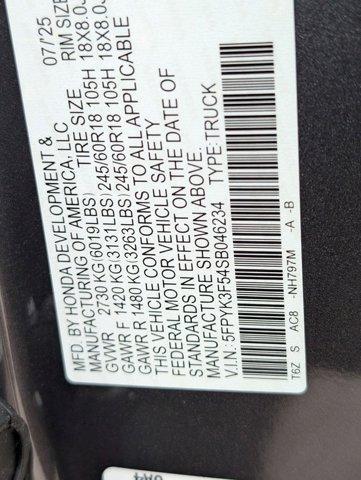 MFD. BY HONDA DEVELOPMENT & 07/25
MANUFACTURING OF AMERICA, LLC
TIRE SIZE RIM SIZE
GVWR 2730 KG(6019LBS)
GAWR F 1420 KG(3131LBS) 245/60R18 105H 18X8.0J
GAWR R 1480 KG(3263LBS) 245/60R18 105H 18X8.0J
THIS VEHICLE CONFORMS TO ALL APPLICABLE
FEDERAL MOTOR VEHICLE SAFETY
STANDARDS IN EFFECT ON THE DATE OF
MANUFACTURE SHOWN ABOVE.
V.I.N.: 5FPYK3F54SB046234 TYPE:TRUCK
T6Z S AC8 -NH797M -A -B